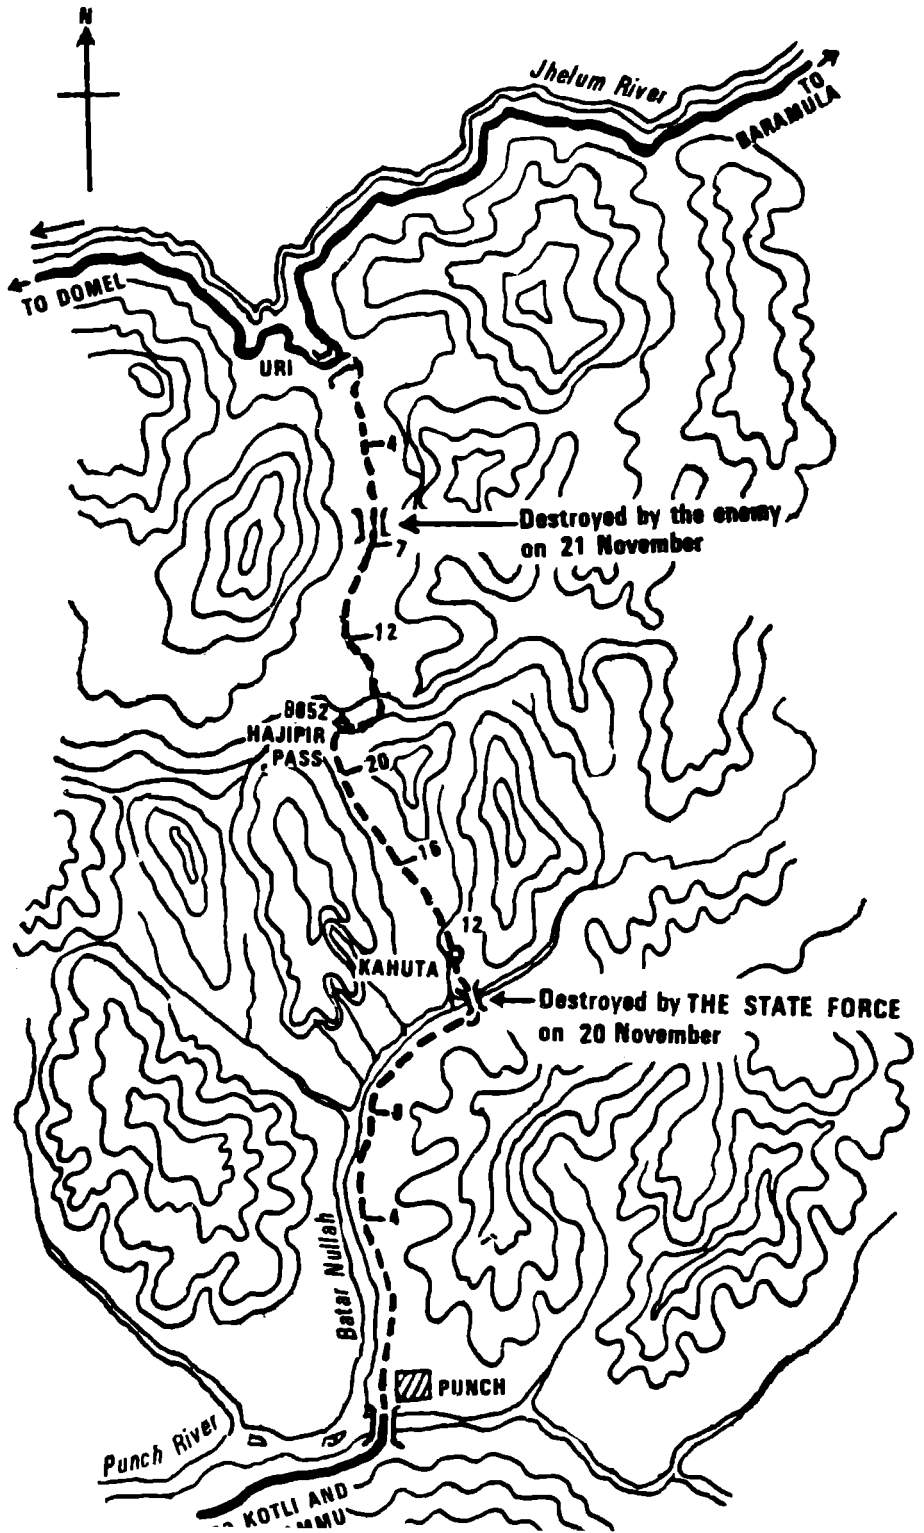 N
Jhelum River
TO
BARAMULA
TO DOMEL
URI
4
Destroyed by the enemy
on 21 November
7
12
8652
HAJIPIR
PASS
20
16
12
KAHUTA
Destroyed by THE STATE FORCE
on 20 November
8
4
Batar Nullah
PUNCH
Punch River
KOTLI AND